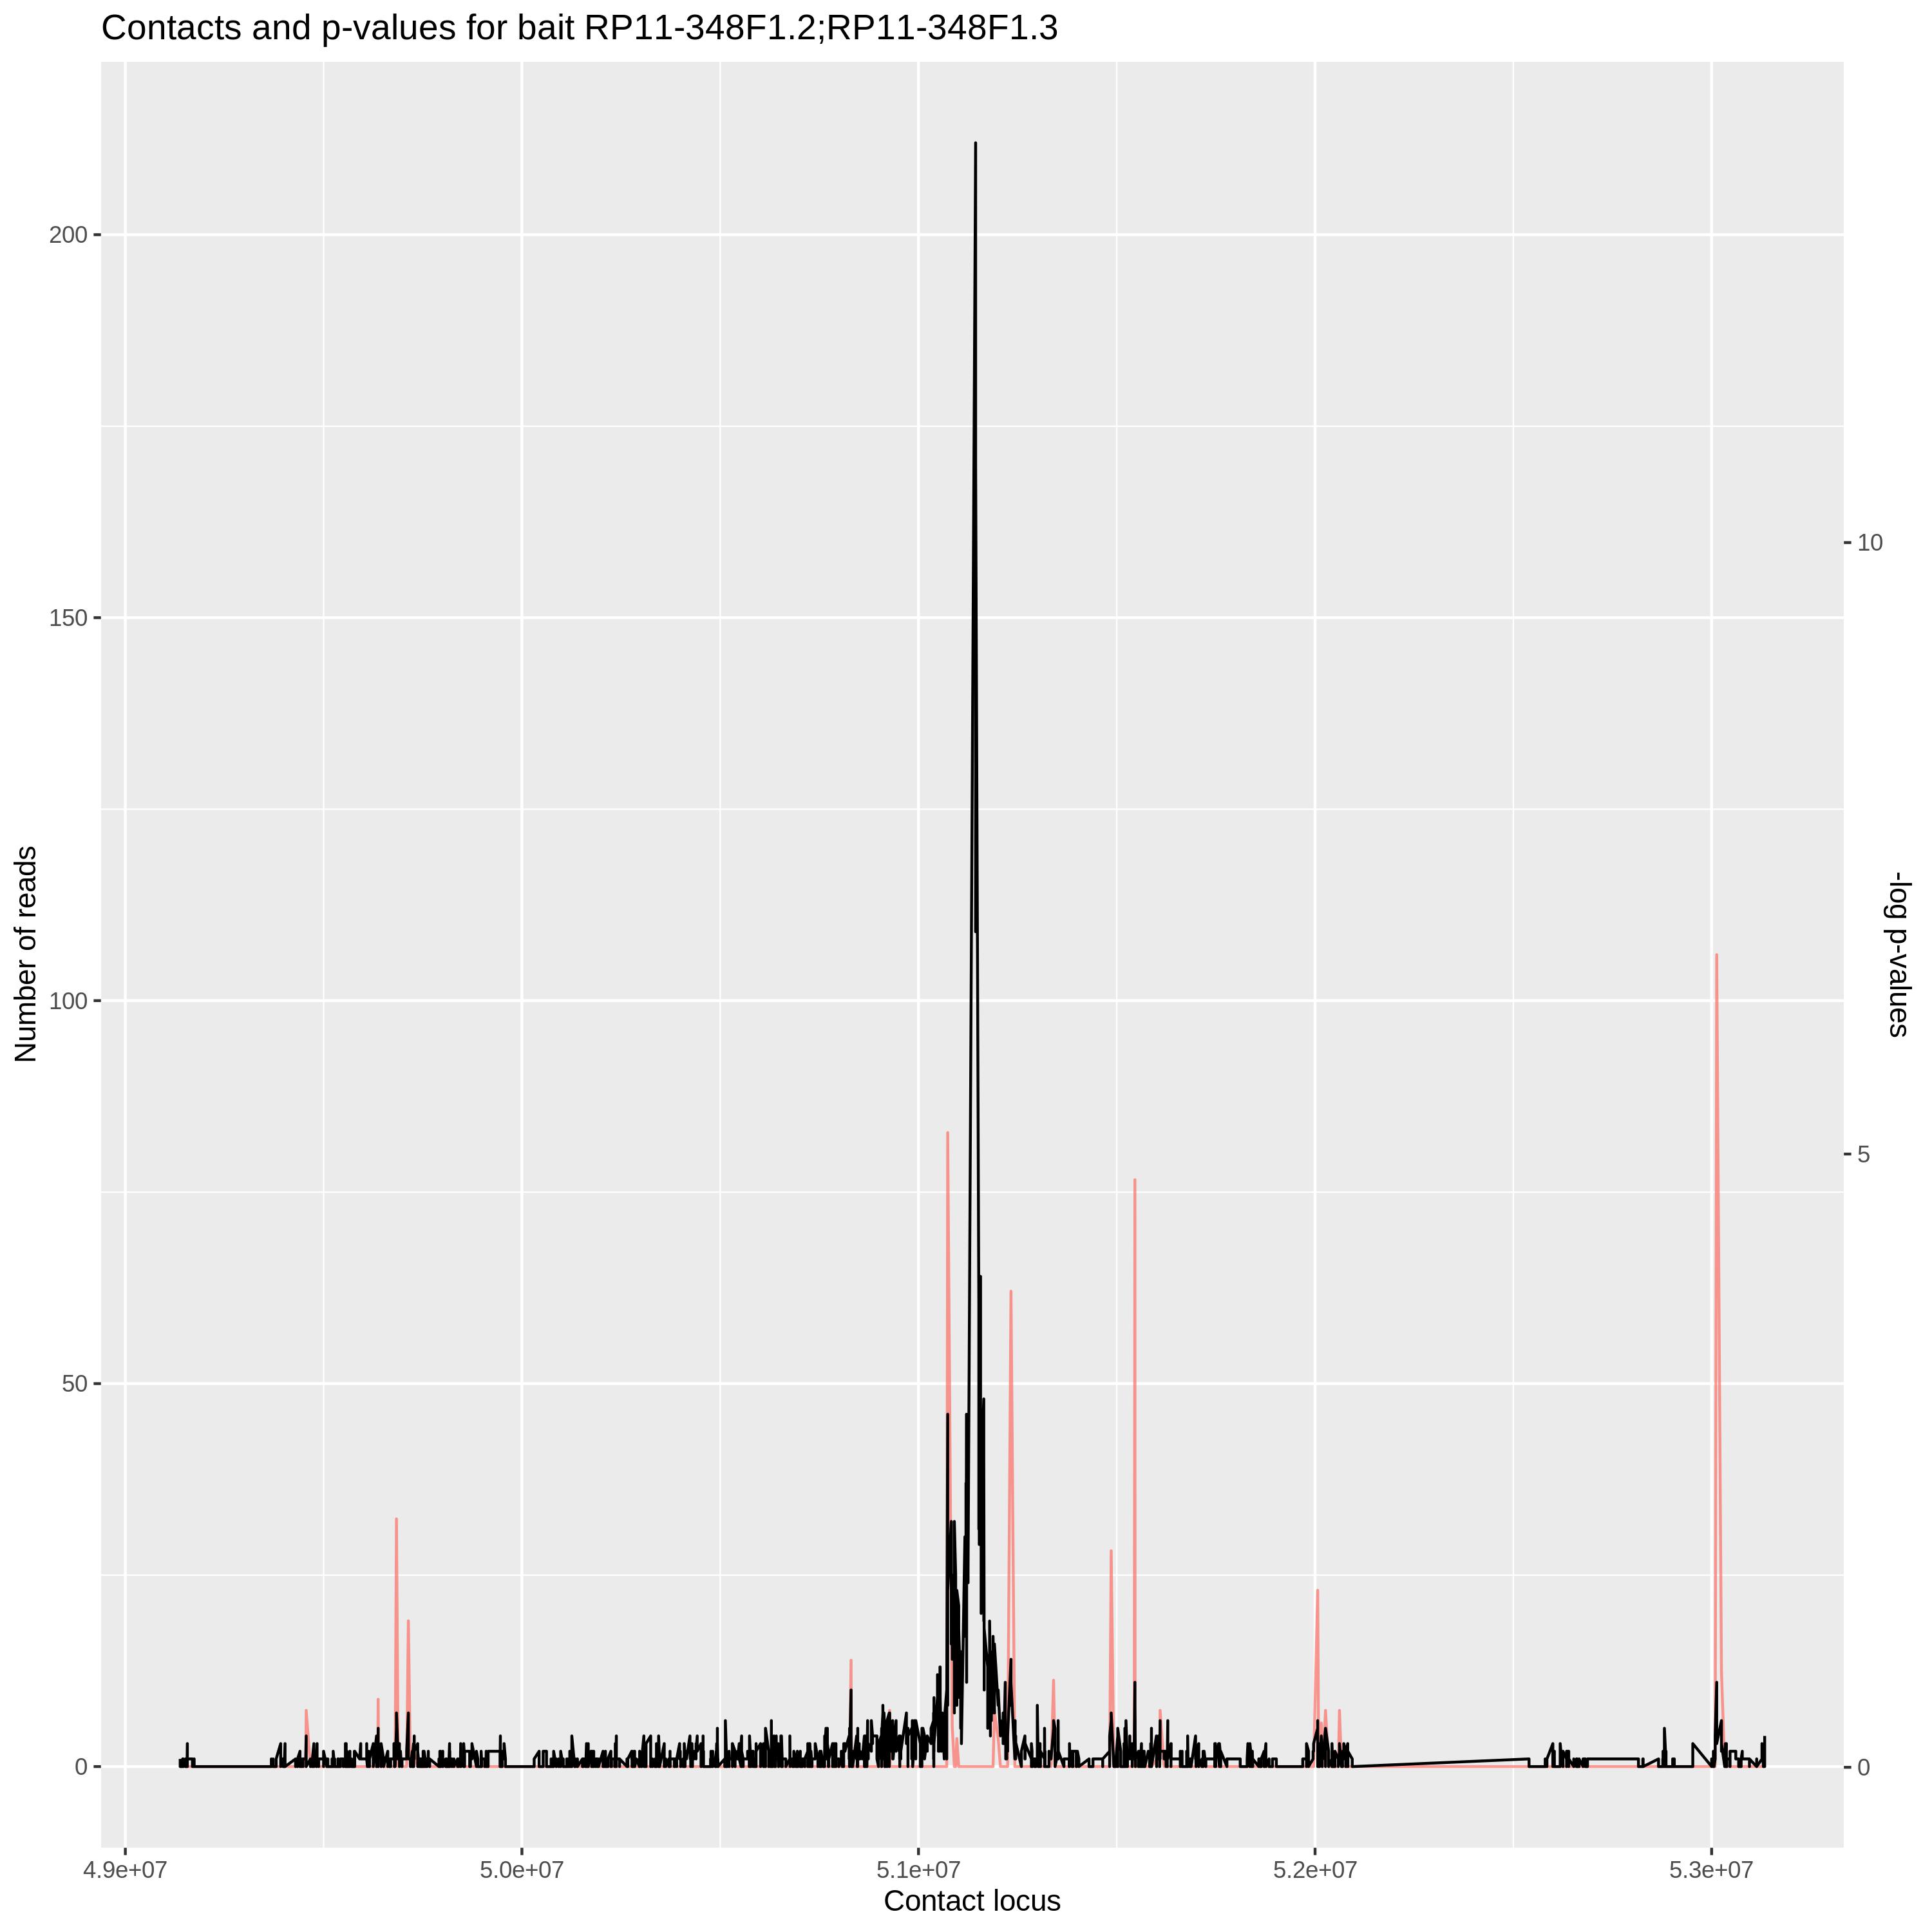 Contacts and p-values for bait RP11-348F1.2;RP11-348F1.3
200
150
100
50
0
Number of reads
10
5
0
-log p-values
4.9e+07
5.0e+07
5.1e+07
5.2e+07
5.3e+07
Contact locus